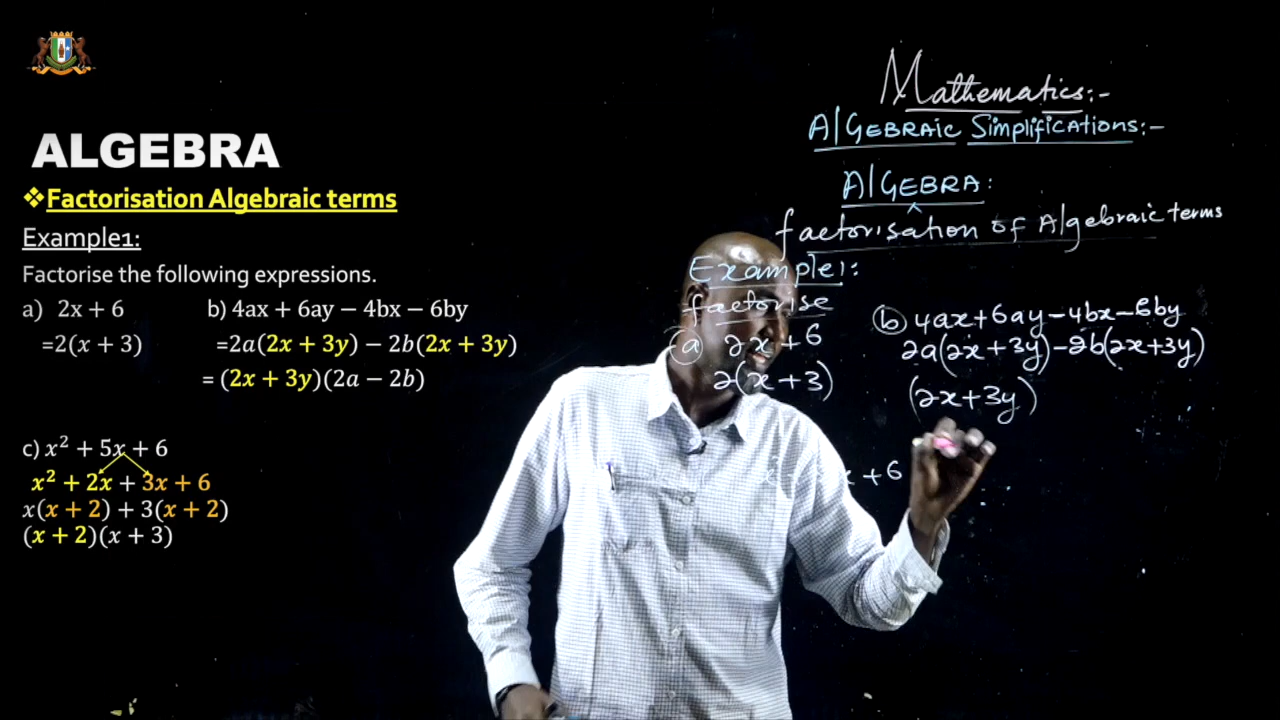 ALGEBRA
❖Factorisation Algebraic terms
Example1:
Factorise the following expressions.
a) 2x + 6
=2(x + 3)
b) 4ax + 6ay − 4bx − 6by
=2a(2x + 3y) − 2b(2x + 3y)
= (2x + 3y)(2a − 2b)
c) x² + 5x + 6
x² + 2x + 3x + 6
x(x + 2) + 3(x + 2)
(x + 2)(x + 3)
Mathematics:-
AlGEBRAic Simplifications:-
AlGEBRA:
factorisation of Algebraic terms
Example1:
factorise
(a) 2x + 6
2(x + 3)
(b) 4ax+6ay−4bx−6by
2a(2x+3y)−2b(2x+3y)
(2x+3y)
x +6